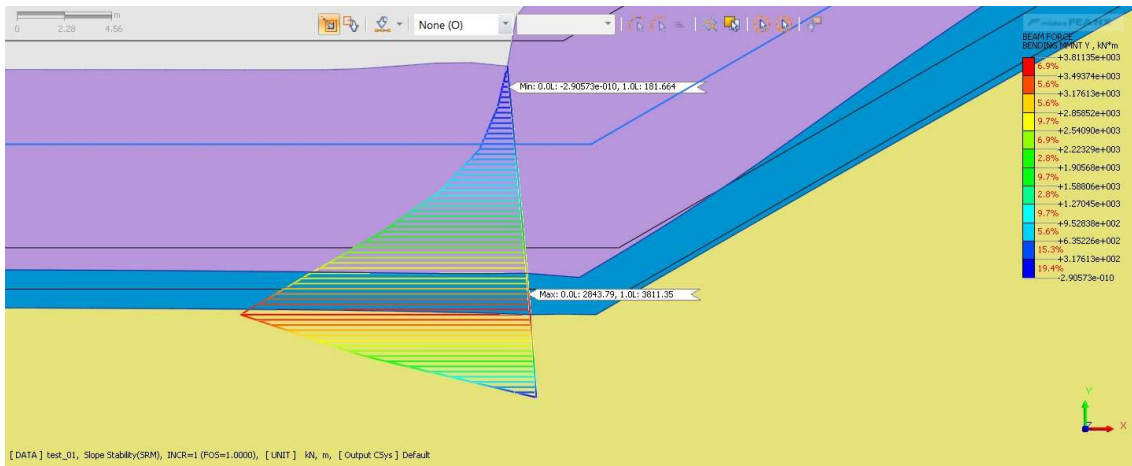 m
0 2.28 4.56
None (O)
midas FEA NX
BEAM FORCE
BENDING MMNT Y , kN*m
+3.81135e+003
6.9%
+3.49374e+003
5.6%
+3.17613e+003
5.6%
+2.85852e+003
9.7%
+2.54090e+003
6.9%
+2.22329e+003
2.8%
+1.90568e+003
9.7%
+1.58806e+003
2.8%
+1.27045e+003
9.7%
+9.52838e+002
5.6%
+6.35226e+002
15.3%
+3.17613e+002
19.4%
-2.90573e-010
Min: 0.0L: -2.90573e-010, 1.0L: 181.664
Max: 0.0L: 2843.79, 1.0L: 3811.35
Y
Z
X
[ DATA ] test_01, Slope Stability(SRM), INCR=1 (FOS=1.0000), [ UNIT ] kN, m, [ Output CSys ] Default